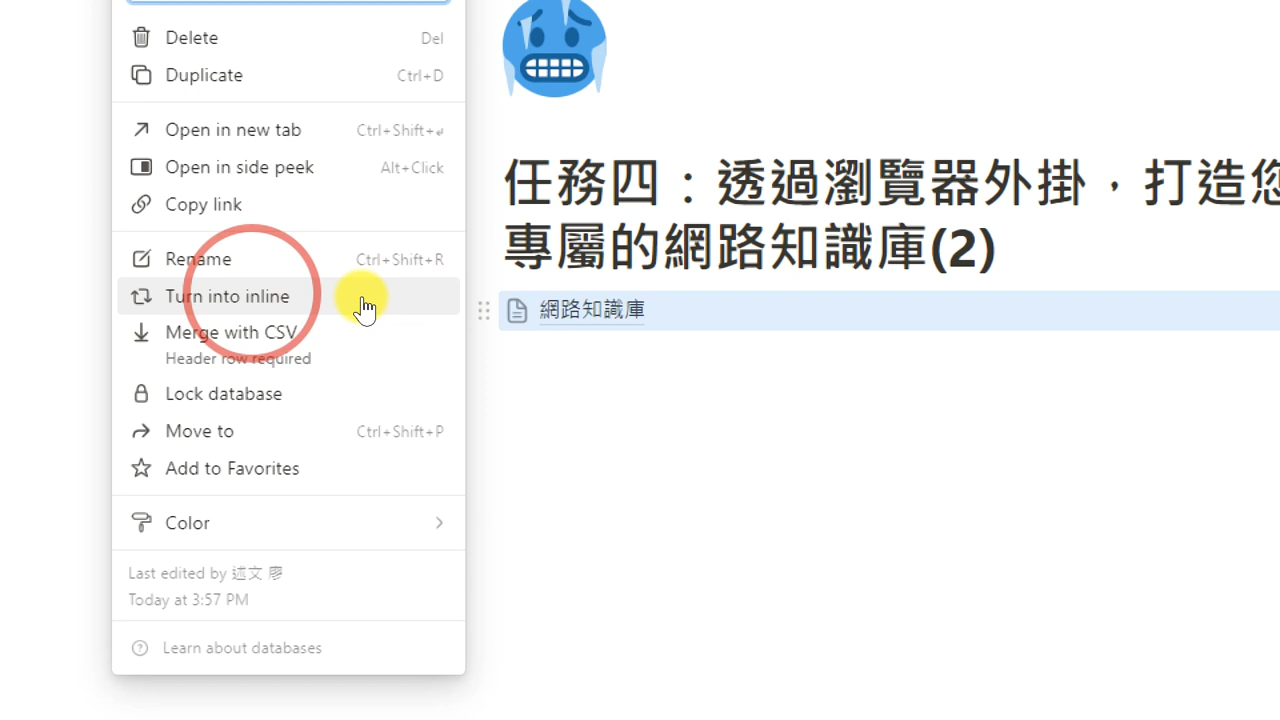 Delete Del
Duplicate Ctrl+D
Open in new tab Ctrl+Shift+↵
Open in side peek Alt+Click
Copy link
Rename Ctrl+Shift+R
Turn into inline
Merge with CSV
Header row required
Lock database
Move to Ctrl+Shift+P
Add to Favorites
Color
Last edited by 述文 廖
Today at 3:57 PM
Learn about databases
任務四：透過瀏覽器外掛，打造您
專屬的網路知識庫(2)
網路知識庫